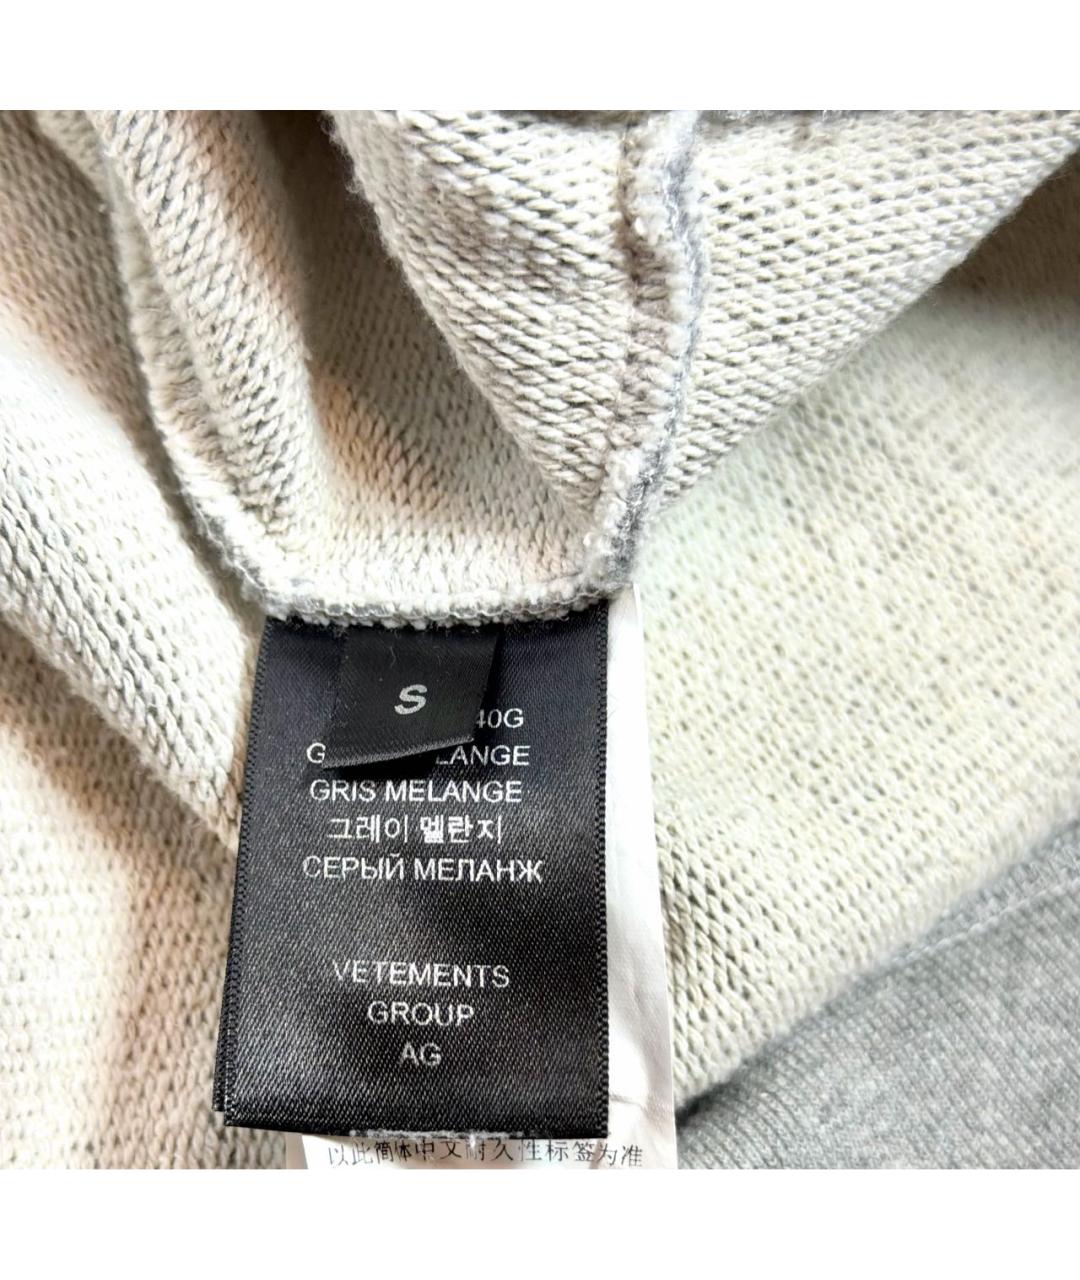 S
40G
GRIS MELANGE
그레이 멜란지
СЕРЫЙ МЕЛАНЖ
VETEMENTS
GROUP
AG
以此简体中文耐久性标签为准